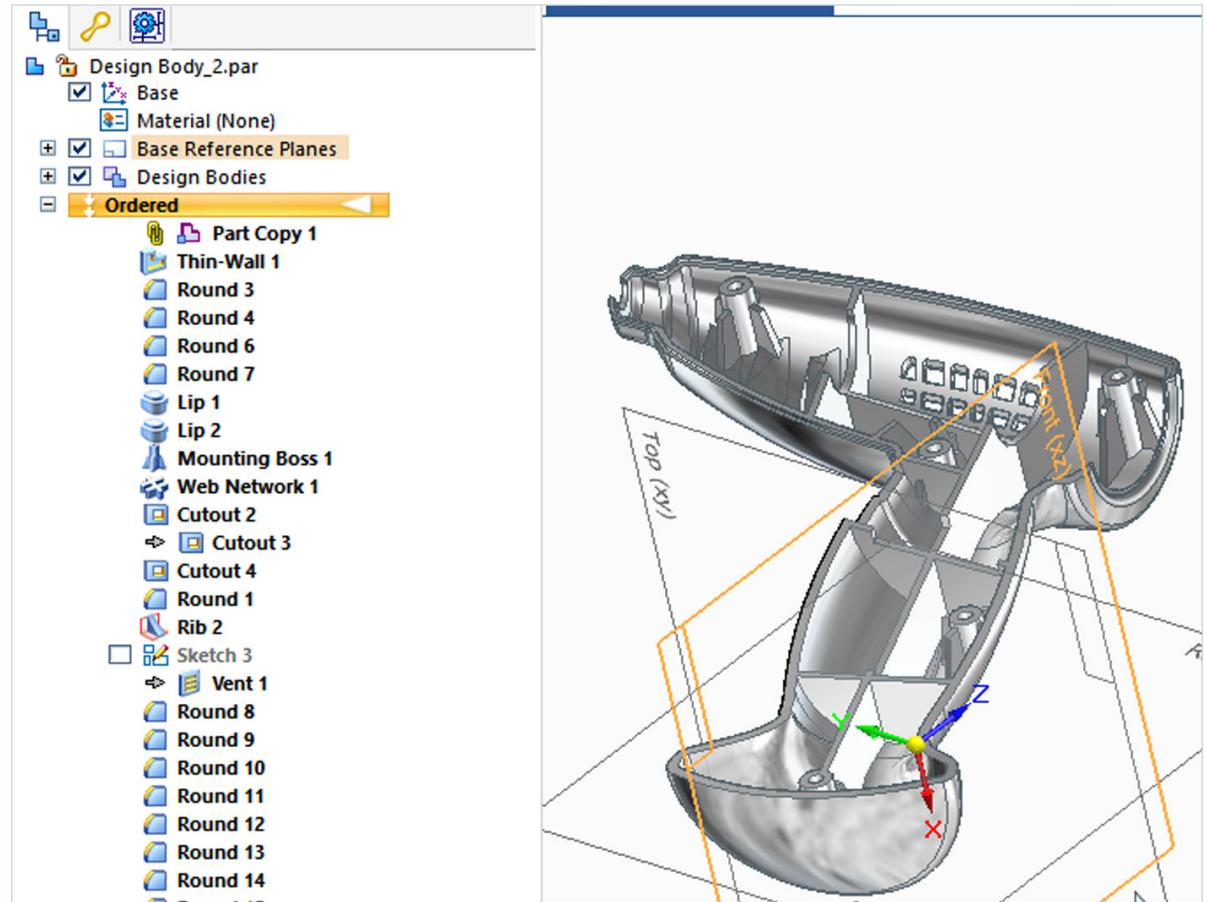 Design Body_2.par
Base
Material (None)
Base Reference Planes
Design Bodies
Ordered
Part Copy 1
Thin-Wall 1
Round 3
Round 4
Round 6
Round 7
Lip 1
Lip 2
Mounting Boss 1
Web Network 1
Cutout 2
Cutout 3
Cutout 4
Round 1
Rib 2
Sketch 3
Vent 1
Round 8
Round 9
Round 10
Round 11
Round 12
Round 13
Round 14
Front (xz)
Top (xy)
Z
Y
X